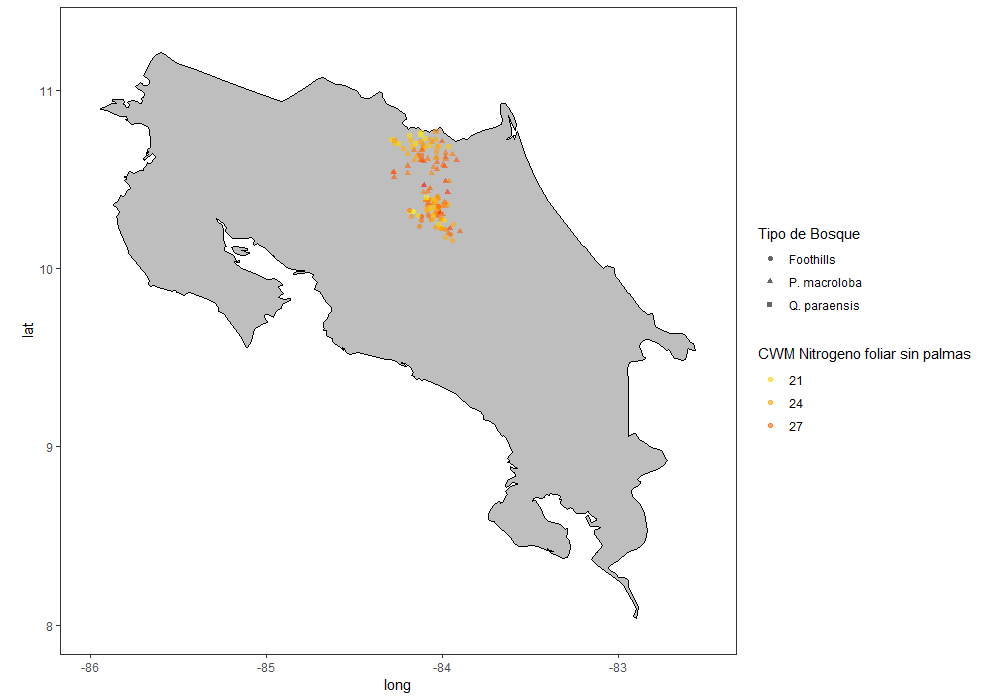 11
10
9
8
lat
-86
-85
-84
-83
long
Tipo de Bosque
Foothills
P. macroloba
Q. paraensis
CWM Nitrogeno foliar sin palmas
21
24
27